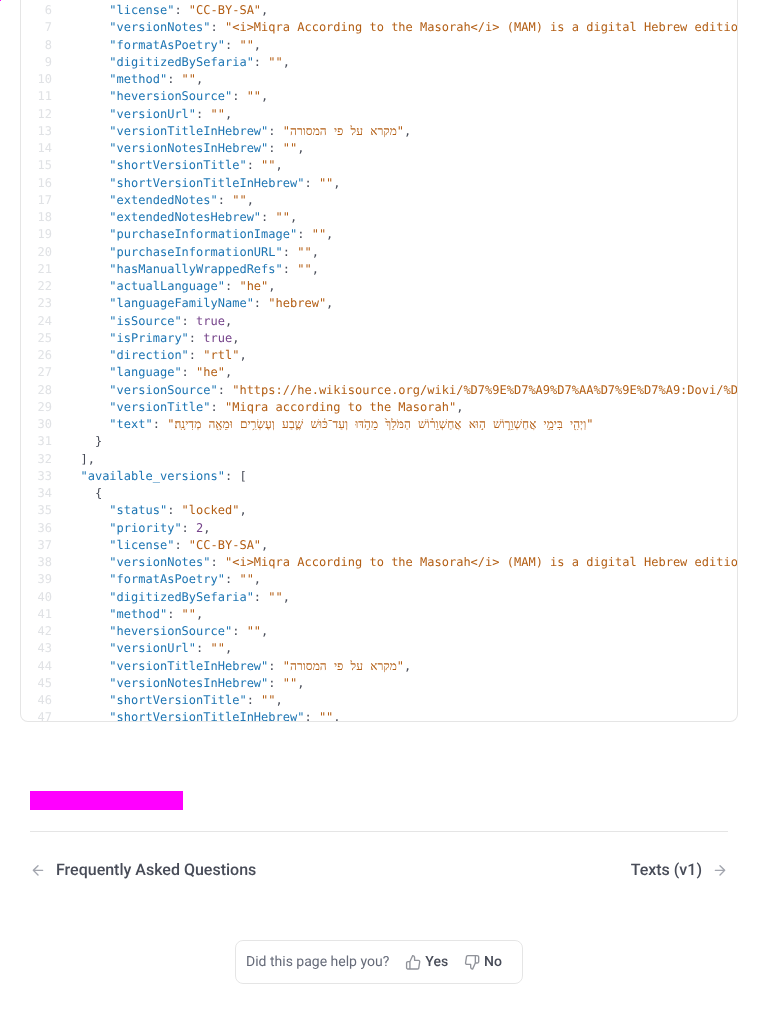 6 "license": "CC-BY-SA",
7 "versionNotes": "<i>Miqra According to the Masorah</i> (MAM) is a digital Hebrew editio
8 "formatAsPoetry": "",
9 "digitizedBySefaria": "",
10 "method": "",
11 "heversionSource": "",
12 "versionUrl": "",
13 "versionTitleInHebrew": "מקרא על פי המסורה",
14 "versionNotesInHebrew": "",
15 "shortVersionTitle": "",
16 "shortVersionTitleInHebrew": "",
17 "extendedNotes": "",
18 "extendedNotesHebrew": "",
19 "purchaseInformationImage": "",
20 "purchaseInformationURL": "",
21 "hasManuallyWrappedRefs": "",
22 "actualLanguage": "he",
23 "languageFamilyName": "hebrew",
24 "isSource": true,
25 "isPrimary": true,
26 "direction": "rtl",
27 "language": "he",
28 "versionSource": "https://he.wikisource.org/wiki/%D7%9E%D7%A9%D7%AA%D7%9E%D7%A9:Dovi/%D
29 "versionTitle": "Miqra according to the Masorah",
30 "text": "וַיְהִ֖י בִּימֵ֣י אֲחַשְׁוֵר֑וֹשׁ ה֣וּא אֲחַשְׁוֵר֗וֹשׁ הַמֹּלֵךְ֙ מֵהֹ֣דּוּ וְעַד־כּ֔וּשׁ שֶׁ֛בַע וְעֶשְׂרִ֥ים וּמֵאָ֖ה מְדִינָֽה׃"
31 }
32 ],
33 "available_versions": [
34 {
35 "status": "locked",
36 "priority": 2,
37 "license": "CC-BY-SA",
38 "versionNotes": "<i>Miqra According to the Masorah</i> (MAM) is a digital Hebrew editio
39 "formatAsPoetry": "",
40 "digitizedBySefaria": "",
41 "method": "",
42 "heversionSource": "",
43 "versionUrl": "",
44 "versionTitleInHebrew": "מקרא על פי המסורה",
45 "versionNotesInHebrew": "",
46 "shortVersionTitle": "",
47 "shortVersionTitleInHebrew": "",
Frequently Asked Questions
Texts (v1)
Did this page help you? Yes No